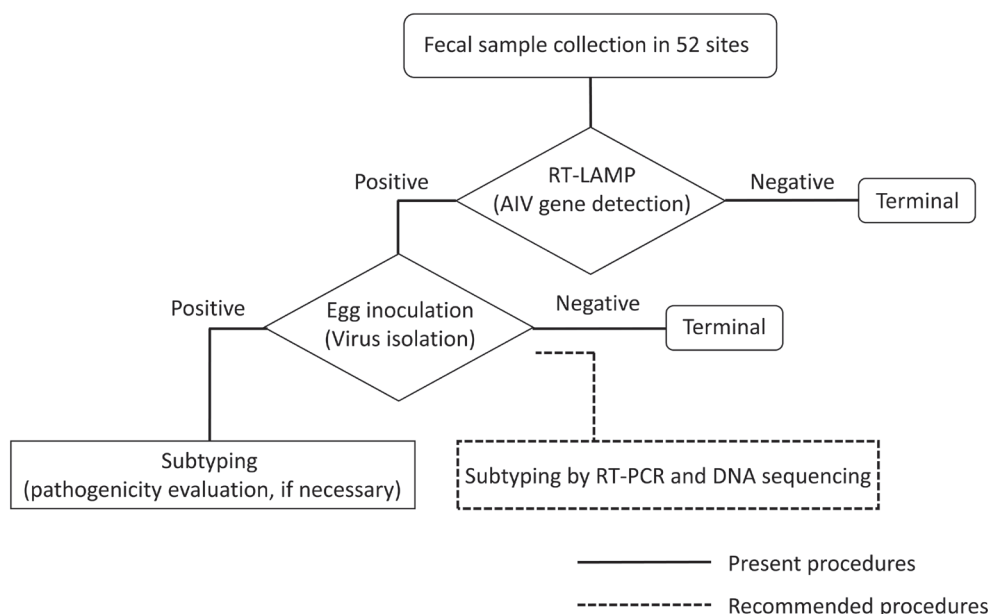 Fecal sample collection in 52 sites
RT-LAMP
(AIV gene detection)
Positive
Negative
Terminal
Egg inoculation
(Virus isolation)
Positive
Negative
Terminal
Subtyping
(pathogenicity evaluation, if necessary)
Subtyping by RT-PCR and DNA sequencing
Present procedures
Recommended procedures